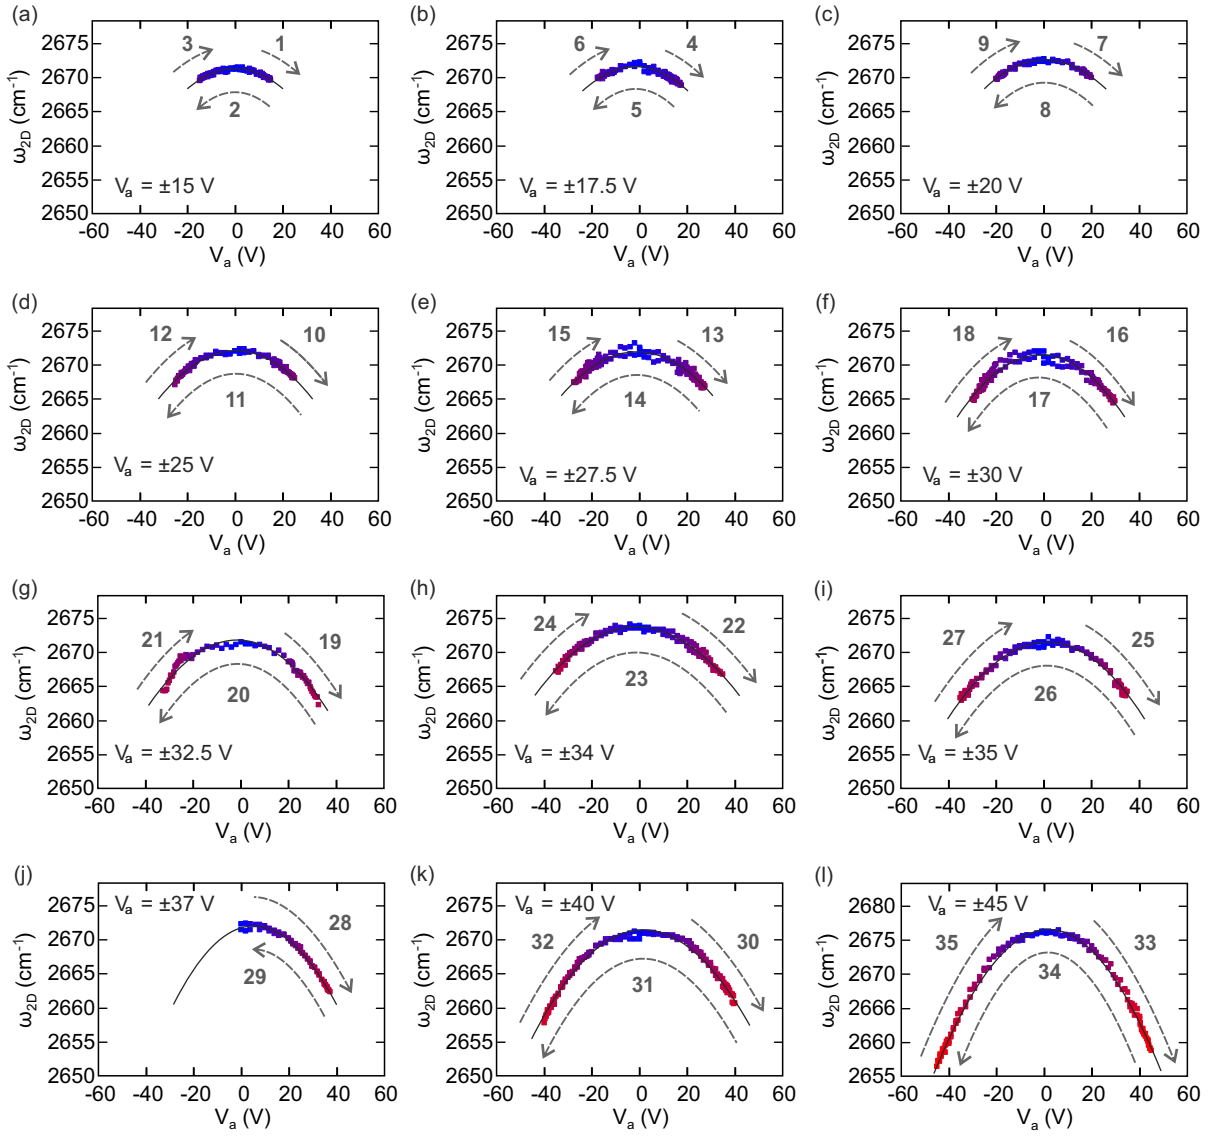 (a)
3 1
2
Vₐ = ±15 V
ω2D (cm⁻¹)
2675
2670
2665
2660
2655
2650
-60 -40 -20 0 20 40 60
Vₐ (V)
(b)
6 4
5
Vₐ = ±17.5 V
ω2D (cm⁻¹)
2675
2670
2665
2660
2655
2650
-60 -40 -20 0 20 40 60
Vₐ (V)
(c)
9 7
8
Vₐ = ±20 V
ω2D (cm⁻¹)
2675
2670
2665
2660
2655
2650
-60 -40 -20 0 20 40 60
Vₐ (V)
(d)
12 10
11
Vₐ = ±25 V
ω2D (cm⁻¹)
2675
2670
2665
2660
2655
2650
-60 -40 -20 0 20 40 60
Vₐ (V)
(e)
15 13
14
Vₐ = ±27.5 V
ω2D (cm⁻¹)
2675
2670
2665
2660
2655
2650
-60 -40 -20 0 20 40 60
Vₐ (V)
(f)
18 16
17
Vₐ = ±30 V
ω2D (cm⁻¹)
2675
2670
2665
2660
2655
2650
-60 -40 -20 0 20 40 60
Vₐ (V)
(g)
21 19
20
Vₐ = ±32.5 V
ω2D (cm⁻¹)
2675
2670
2665
2660
2655
2650
-60 -40 -20 0 20 40 60
Vₐ (V)
(h)
24 22
23
Vₐ = ±34 V
ω2D (cm⁻¹)
2675
2670
2665
2660
2655
2650
-60 -40 -20 0 20 40 60
Vₐ (V)
(i)
27 25
26
Vₐ = ±35 V
ω2D (cm⁻¹)
2675
2670
2665
2660
2655
2650
-60 -40 -20 0 20 40 60
Vₐ (V)
(j)
Vₐ = ±37 V
28
29
ω2D (cm⁻¹)
2675
2670
2665
2660
2655
2650
-60 -40 -20 0 20 40 60
Vₐ (V)
(k)
Vₐ = ±40 V
32 30
31
ω2D (cm⁻¹)
2675
2670
2665
2660
2655
2650
-60 -40 -20 0 20 40 60
Vₐ (V)
(l)
Vₐ = ±45 V
35 33
34
ω2D (cm⁻¹)
2680
2675
2670
2666
2660
2655
-60 -40 -20 0 20 40 60
Vₐ (V)